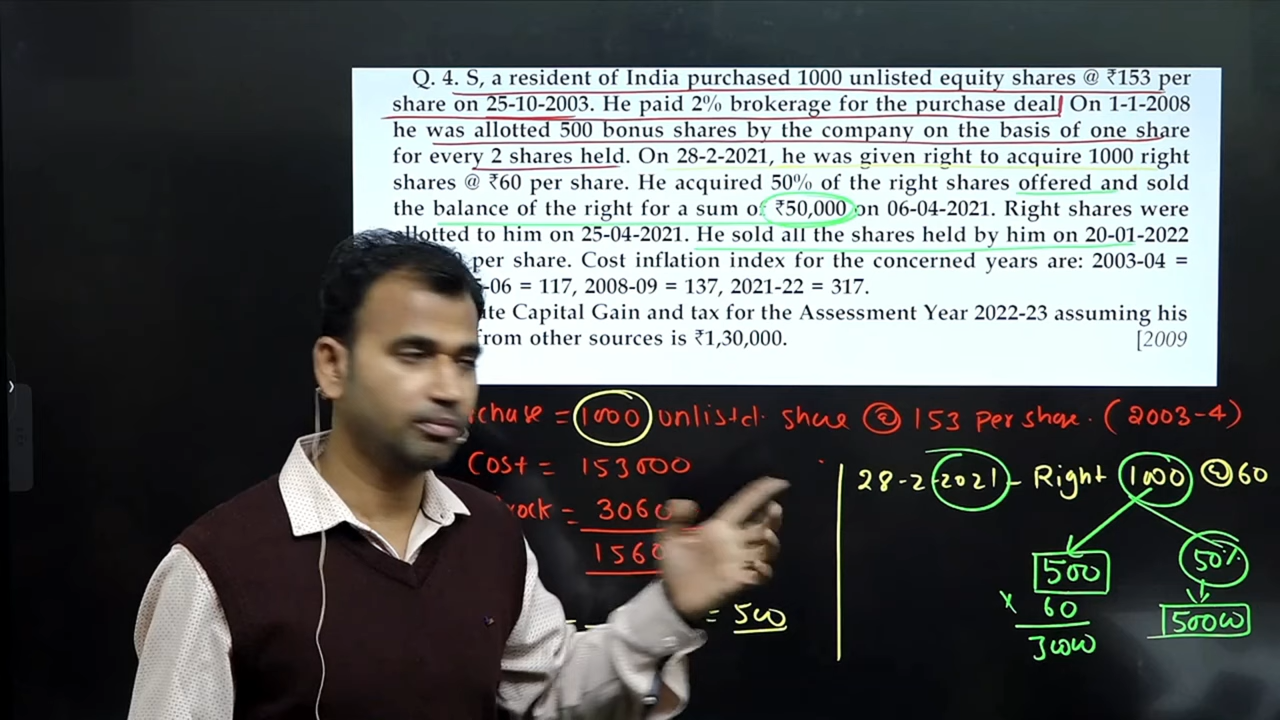 Q. 4. S, a resident of India purchased 1000 unlisted equity shares @ ₹153 per
share on 25-10-2003. He paid 2% brokerage for the purchase deal. On 1-1-2008
he was allotted 500 bonus shares by the company on the basis of one share
for every 2 shares held. On 28-2-2021, he was given right to acquire 1000 right
shares @ ₹60 per share. He acquired 50% of the right shares offered and sold
the balance of the right for a sum of ₹50,000 on 06-04-2021. Right shares were
allotted to him on 25-04-2021. He sold all the shares held by him on 20-01-2022
per share. Cost inflation index for the concerned years are: 2003-04 =
-06 = 117, 2008-09 = 137, 2021-22 = 317.
Capital Gain and tax for the Assessment Year 2022-23 assuming his
from other sources is ₹1,30,000. [2009
= 1000 unlistd. share @ 153 per share. (2003-4)
Cost = 153000
= 3060
= 500
28-2-2021 - Right 1000 @ 60
500 50%
x 60 50000
30000